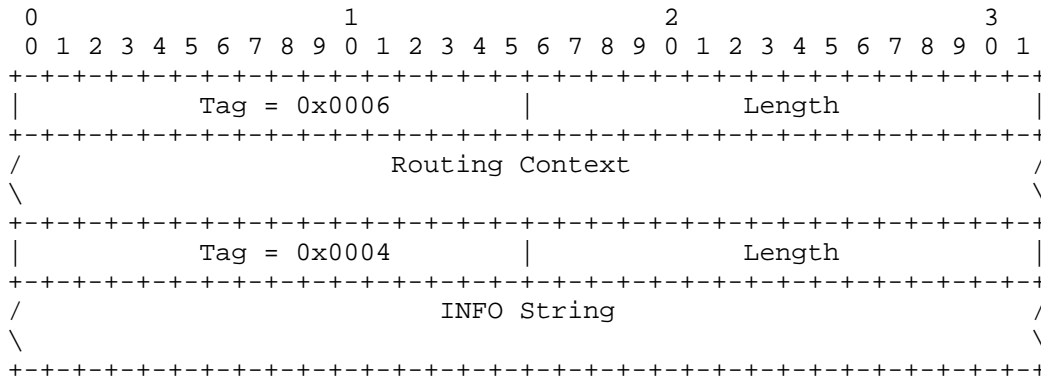 0                   1                   2                   3
 0 1 2 3 4 5 6 7 8 9 0 1 2 3 4 5 6 7 8 9 0 1 2 3 4 5 6 7 8 9 0 1
+-+-+-+-+-+-+-+-+-+-+-+-+-+-+-+-+-+-+-+-+-+-+-+-+-+-+-+-+-+-+-+-+
|           Tag = 0x0006        |             Length            |
+-+-+-+-+-+-+-+-+-+-+-+-+-+-+-+-+-+-+-+-+-+-+-+-+-+-+-+-+-+-+-+-+
/                       Routing Context                         /
\                                                               \
+-+-+-+-+-+-+-+-+-+-+-+-+-+-+-+-+-+-+-+-+-+-+-+-+-+-+-+-+-+-+-+-+
|           Tag = 0x0004        |             Length            |
+-+-+-+-+-+-+-+-+-+-+-+-+-+-+-+-+-+-+-+-+-+-+-+-+-+-+-+-+-+-+-+-+
/                          INFO String                          /
\                                                               \
+-+-+-+-+-+-+-+-+-+-+-+-+-+-+-+-+-+-+-+-+-+-+-+-+-+-+-+-+-+-+-+-+